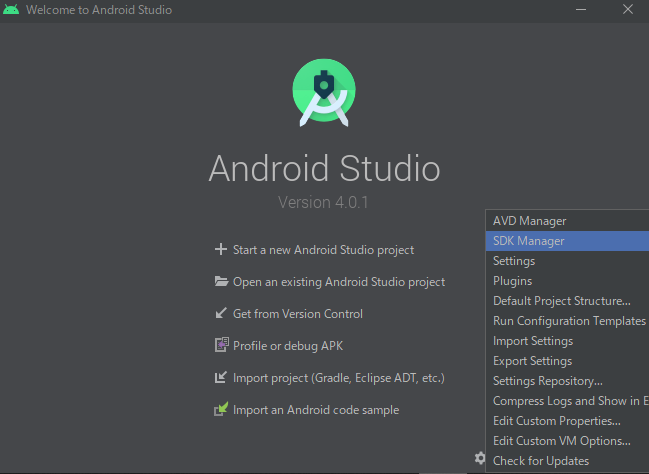 Welcome to Android Studio
Android Studio
Version 4.0.1
Start a new Android Studio project
Open an existing Android Studio project
Get from Version Control
Profile or debug APK
Import project (Gradle, Eclipse ADT, etc.)
Import an Android code sample
AVD Manager
SDK Manager
Settings
Plugins
Default Project Structure...
Run Configuration Templates
Import Settings
Export Settings
Settings Repository...
Compress Logs and Show in E
Edit Custom Properties...
Edit Custom VM Options...
Check for Updates